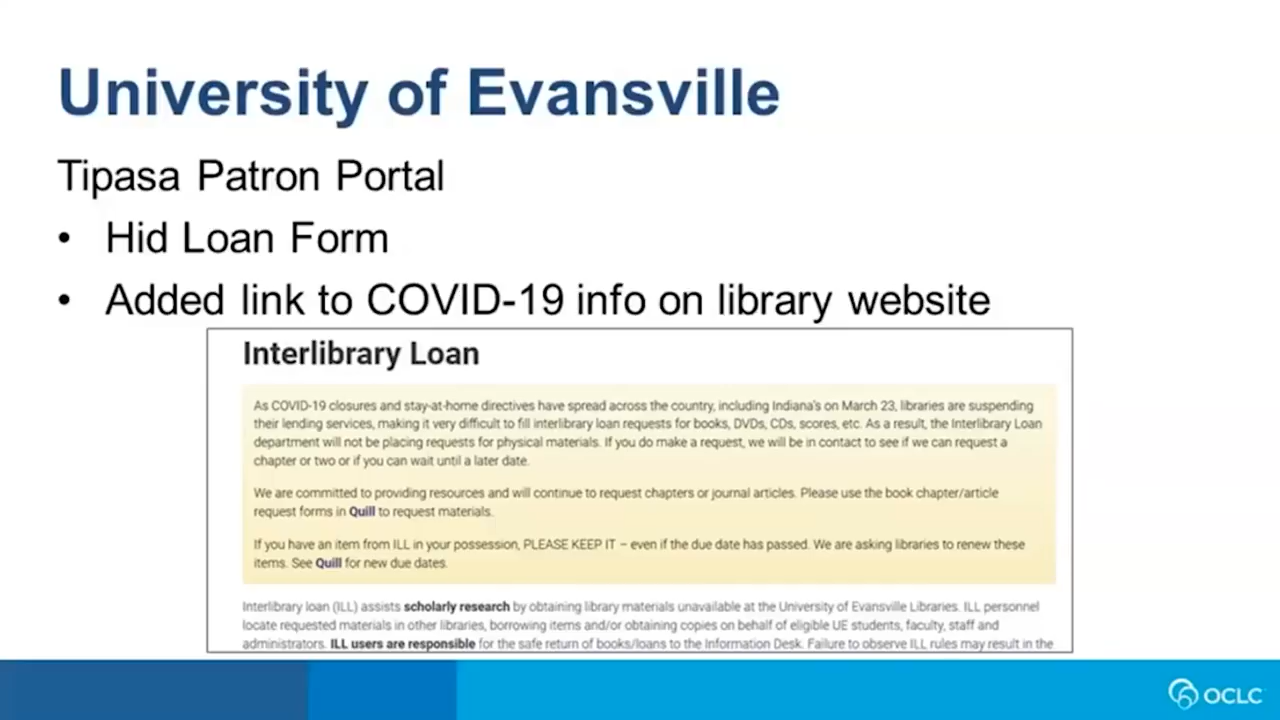 University of Evansville
Tipasa Patron Portal
• Hid Loan Form
• Added link to COVID-19 info on library website
Interlibrary Loan
As COVID-19 closures and stay-at-home directives have spread across the country, including Indiana's on March 23, libraries are suspending
their lending services, making it very difficult to fill interlibrary loan requests for books, DVDs, CDs, scores, etc. As a result, the Interlibrary Loan
department will not be placing requests for physical materials. If you do make a request, we will be in contact to see if we can request a
chapter or two or if you can wait until a later date.
We are committed to providing resources and will continue to request chapters or journal articles. Please use the book chapter/article
request forms in Quill to request materials.
If you have an item from ILL in your possession, PLEASE KEEP IT – even if the due date has passed. We are asking libraries to renew these
items. See Quill for new due dates.
Interlibrary loan (ILL) assists scholarly research by obtaining library materials unavailable at the University of Evansville Libraries. ILL personnel
locate requested materials in other libraries, borrowing items and/or obtaining copies on behalf of eligible UE students, faculty, staff and
administrators. ILL users are responsible for the safe return of books/loans to the Information Desk. Failure to observe ILL rules may result in the
OCLC